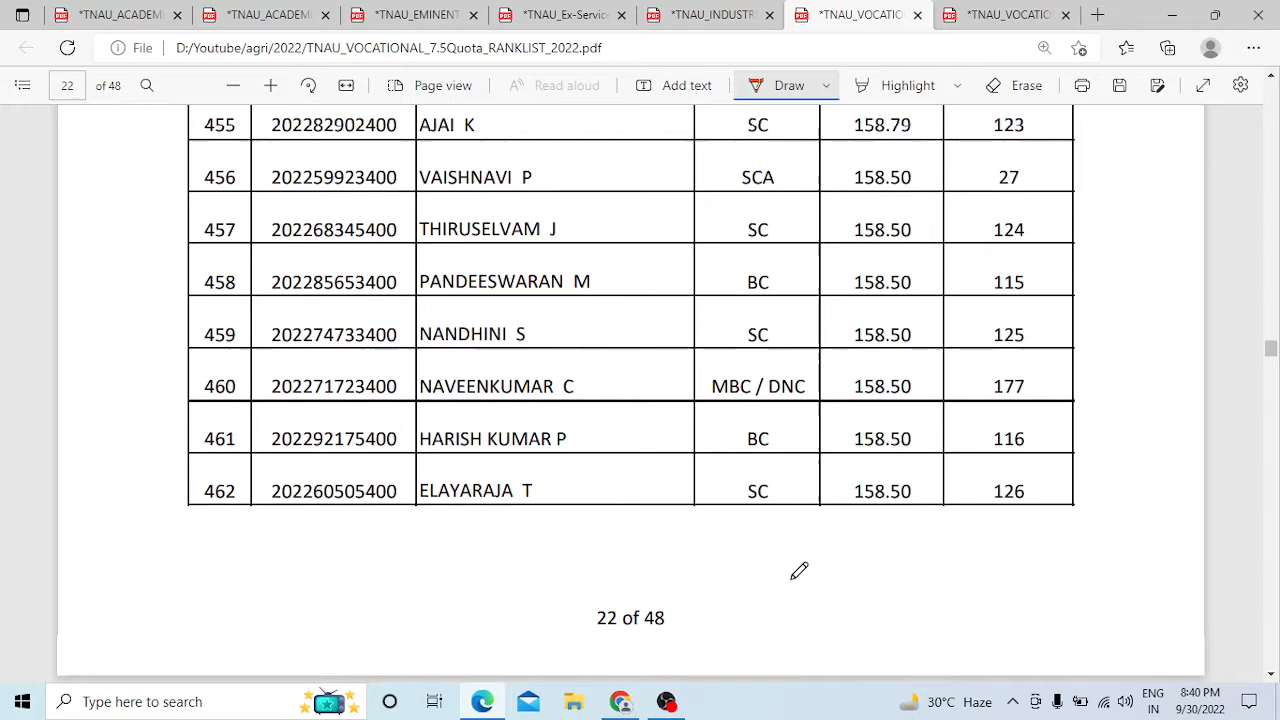 *TNAU_ACADEMI
*TNAU_ACADEMI
*TNAU_EMINENT
*TNAU_Ex-Service
*TNAU_INDUSTR
*TNAU_VOCATIO
*TNAU_VOCATIO
File D:/Youtube/agri/2022/TNAU_VOCATIONAL_7.5Quota_RANKLIST_2022.pdf
22 of 48 Page view Read aloud Add text Draw Highlight Erase
455 202282902400 AJAI K SC 158.79 123
456 202259923400 VAISHNAVI P SCA 158.50 27
457 202268345400 THIRUSELVAM J SC 158.50 124
458 202285653400 PANDEESWARAN M BC 158.50 115
459 202274733400 NANDHINI S SC 158.50 125
460 202271723400 NAVEENKUMAR C MBC / DNC 158.50 177
461 202292175400 HARISH KUMAR P BC 158.50 116
462 202260505400 ELAYARAJA T SC 158.50 126
22 of 48
Type here to search 30°C Haze ENG 8:40 PM
IN 9/30/2022